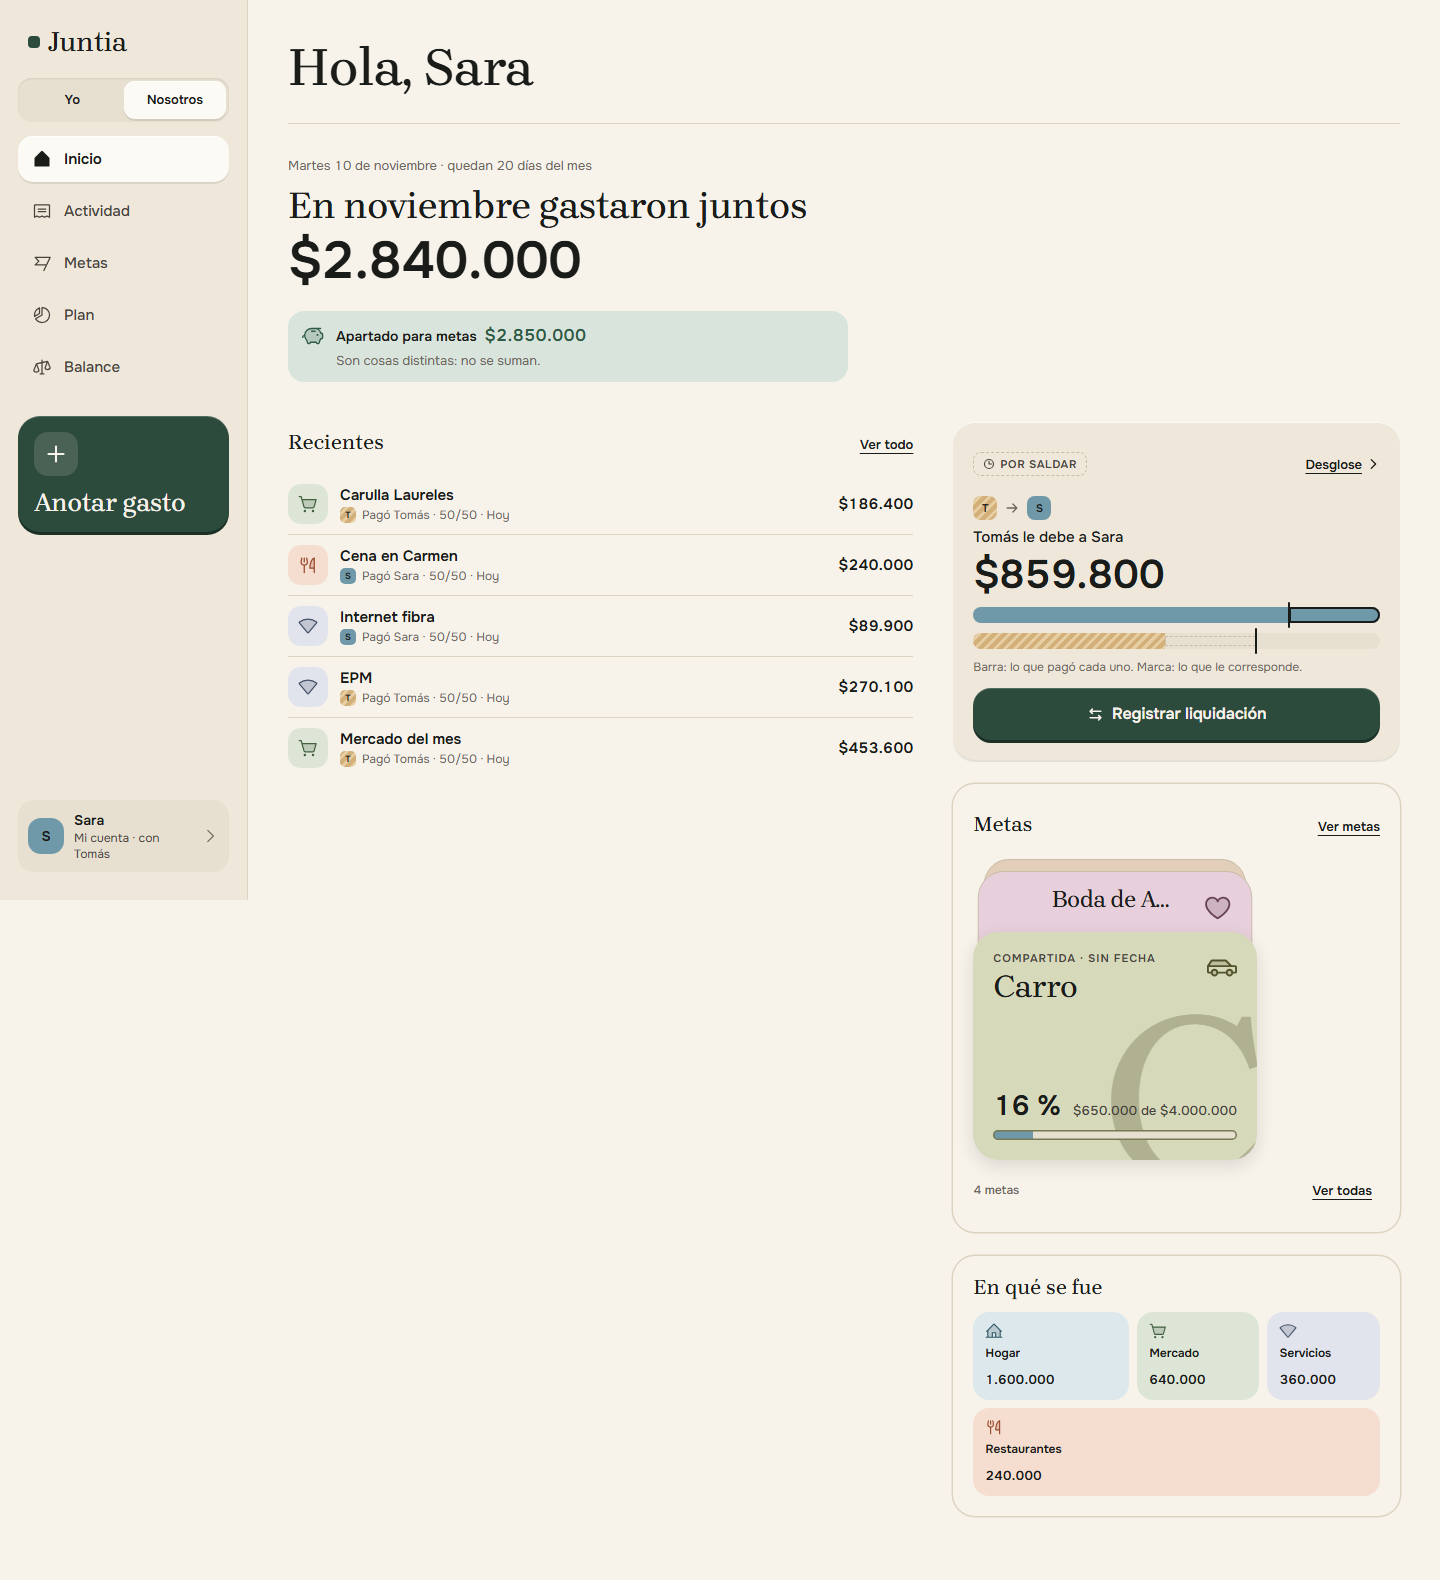 Juntia
Yo
Nosotros
Inicio
Actividad
Metas
Plan
Balance
Anotar gasto
S
Sara
Mi cuenta · con
Tomás
Hola, Sara
Martes 10 de noviembre · quedan 20 días del mes
En noviembre gastaron juntos
$2.840.000
Apartado para metas $2.850.000
Son cosas distintas: no se suman.
Recientes
Ver todo
Carulla Laureles
T Pagó Tomás · 50/50 · Hoy
$186.400
Cena en Carmen
S Pagó Sara · 50/50 · Hoy
$240.000
Internet fibra
S Pagó Sara · 50/50 · Hoy
$89.900
EPM
T Pagó Tomás · 50/50 · Hoy
$270.100
Mercado del mes
T Pagó Tomás · 50/50 · Hoy
$453.600
POR SALDAR
Desglose
T → S
Tomás le debe a Sara
$859.800
Barra: lo que pagó cada uno. Marca: lo que le corresponde.
Registrar liquidación
Metas
Ver metas
Boda de A...
COMPARTIDA · SIN FECHA
Carro
C
16 % $650.000 de $4.000.000
4 metas
Ver todas
En qué se fue
Hogar
1.600.000
Mercado
640.000
Servicios
360.000
Restaurantes
240.000